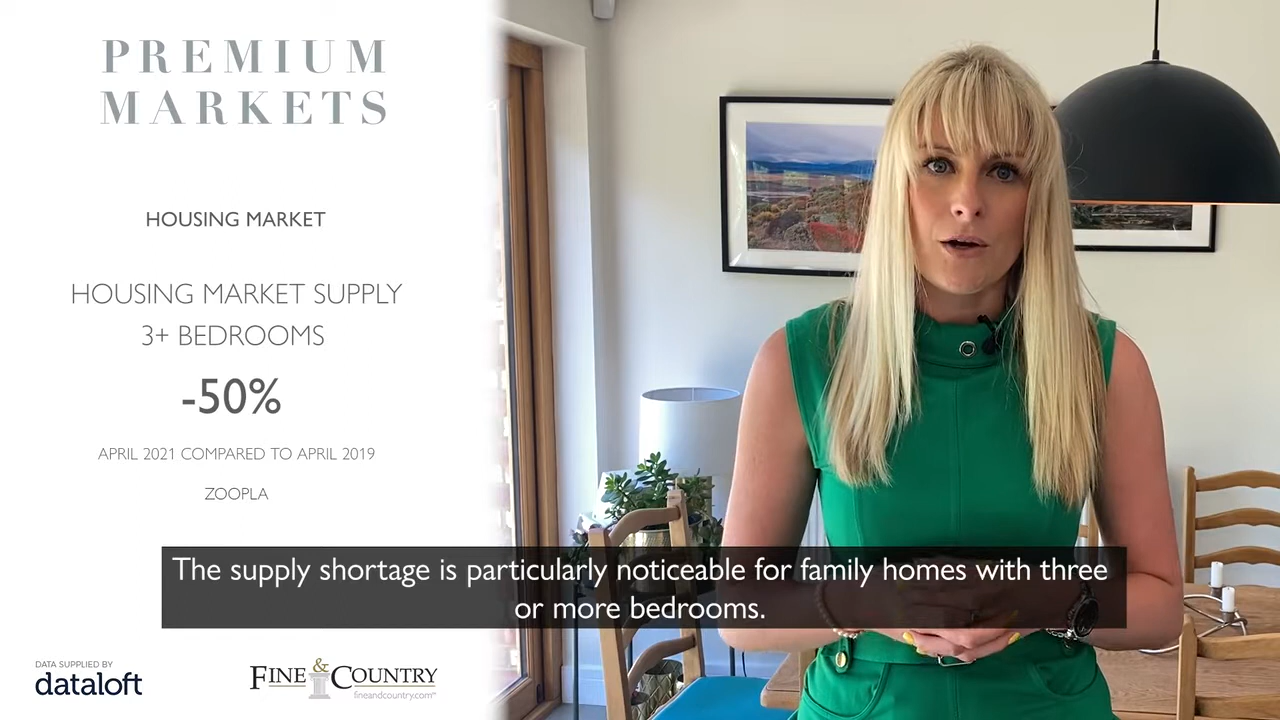 PREMIUM
MARKETS
HOUSING MARKET
HOUSING MARKET SUPPLY
3+ BEDROOMS
-50%
APRIL 2021 COMPARED TO APRIL 2019
ZOOPLA
The supply shortage is particularly noticeable for family homes with three
or more bedrooms.
DATA SUPPLIED BY
dataloft
FINE & COUNTRY
fineandcountry.com™